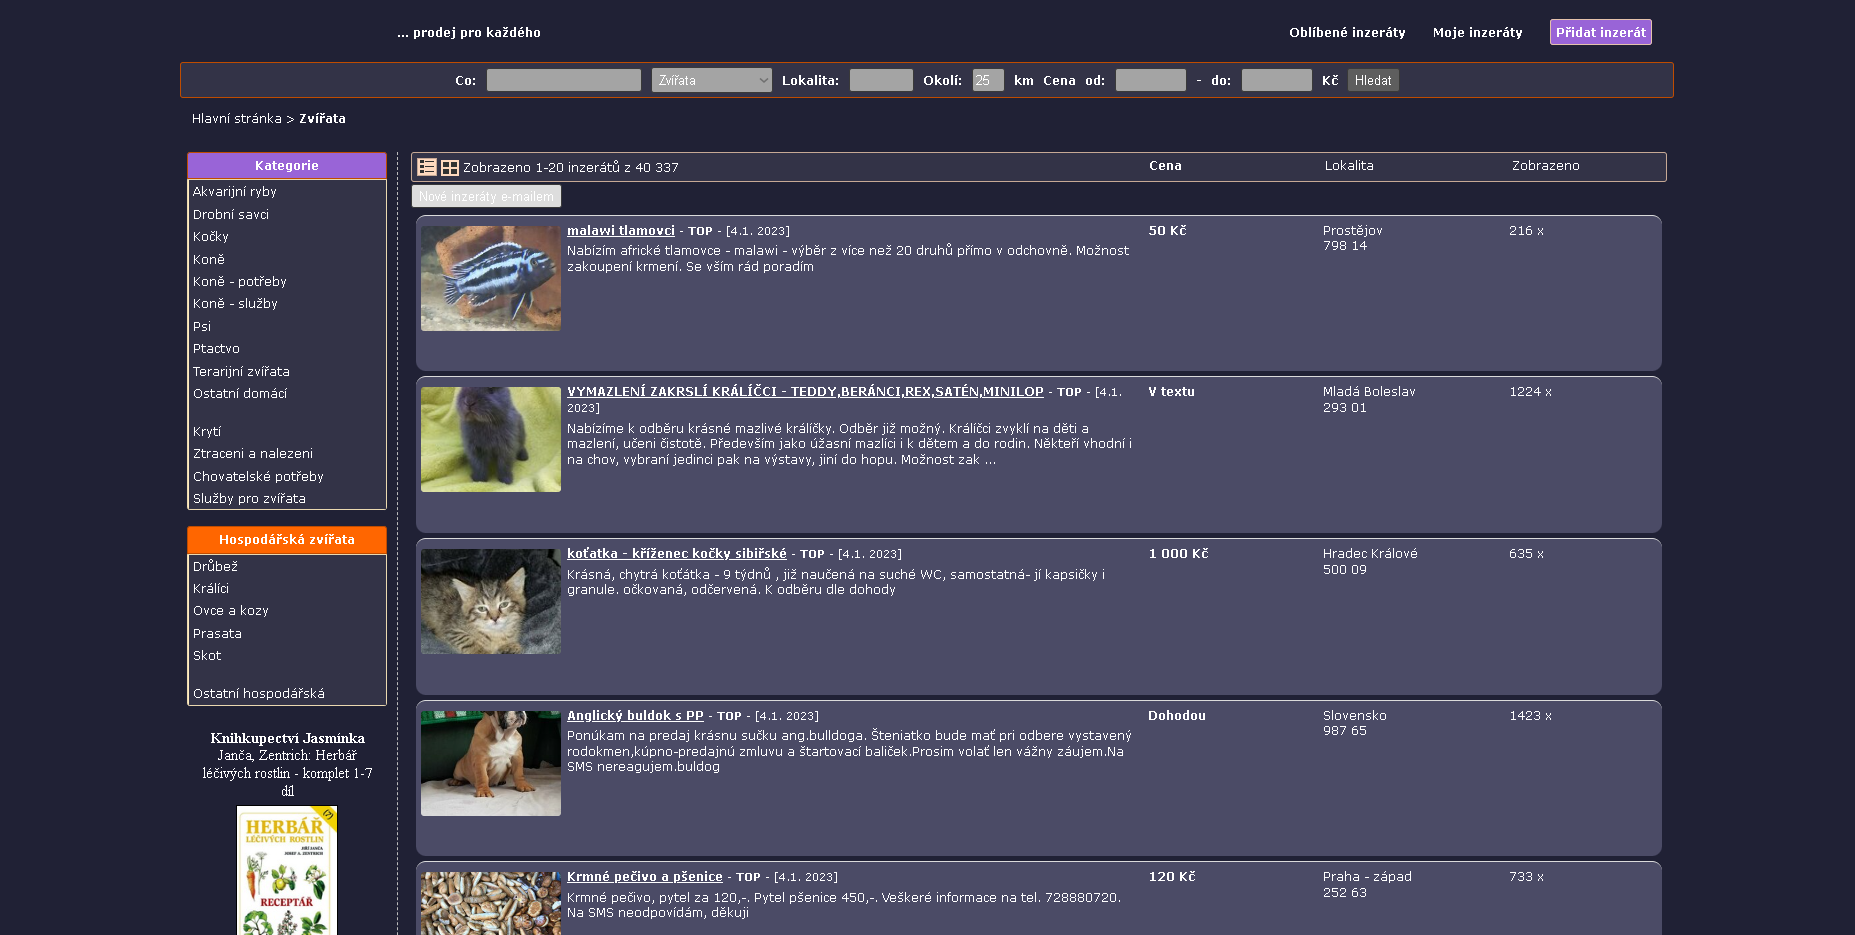 ... prodej pro každého
Oblíbené inzeráty Moje inzeráty Přidat inzerát
Co: Zvířata Lokalita: Okolí: 25 km Cena od: - do: Kč Hledat
Hlavní stránka > Zvířata
Kategorie
Akvarijní ryby
Drobní savci
Kočky
Koně
Koně - potřeby
Koně - služby
Psi
Ptactvo
Terarijní zvířata
Ostatní domácí
Krytí
Ztraceni a nalezeni
Chovatelské potřeby
Služby pro zvířata
Hospodářská zvířata
Drůbež
Králíci
Ovce a kozy
Prasata
Skot
Ostatní hospodářská
Knihkupectví Jasmínka
Janča, Zentrich: Herbář
léčivých rostlin - komplet 1-7
díl
(7)
HERBÁŘ
LÉČIVÝCH ROSTLIN
JIŘÍ JANČA
JOSEF A. ZENTRICH
RECEPTÁŘ
Zobrazeno 1-20 inzerátů z 40 337 Cena Lokalita Zobrazeno
Nové inzeráty e-mailem
malawi tlamovci - TOP - [4.1. 2023] 50 Kč Prostějov 216 x
798 14
Nabízím africké tlamovce - malawi - výběr z více než 20 druhů přímo v odchovně. Možnost
zakoupení krmení. Se vším rád poradím
VYMAZLENÍ ZAKRSLÍ KRÁLÍČCI - TEDDY,BERÁNCI,REX,SATÉN,MINILOP - TOP - [4.1. V textu Mladá Boleslav 1224 x
2023] 293 01
Nabízíme k odběru krásné mazlivé králíčky. Odběr již možný. Králíčci zvyklí na děti a
mazlení, učeni čistotě. Především jako úžasní mazlíci i k dětem a do rodin. Někteří vhodní i
na chov, vybraní jedinci pak na výstavy, jiní do hopu. Možnost zak ...
koťatka - kříženec kočky sibiřské - TOP - [4.1. 2023] 1 000 Kč Hradec Králové 635 x
500 09
Krásná, chytrá koťátka - 9 týdnů , již naučená na suché WC, samostatná- jí kapsičky i
granule. očkovaná, odčervená. K odběru dle dohody
Anglický buldok s PP - TOP - [4.1. 2023] Dohodou Slovensko 1423 x
987 65
Ponúkam na predaj krásnu sučku ang.bulldoga. Šteniatko bude mať pri odbere vystavený
rodokmen,kúpno-predajnú zmluvu a štartovací balíček.Prosim volať len vážny záujem.Na
SMS nereagujem.buldog
Krmné pečivo a pšenice - TOP - [4.1. 2023] 120 Kč Praha - západ 733 x
252 63
Krmné pečivo, pytel za 120,-. Pytel pšenice 450,-. Veškeré informace na tel. 728880720.
Na SMS neodpovídám, děkuji